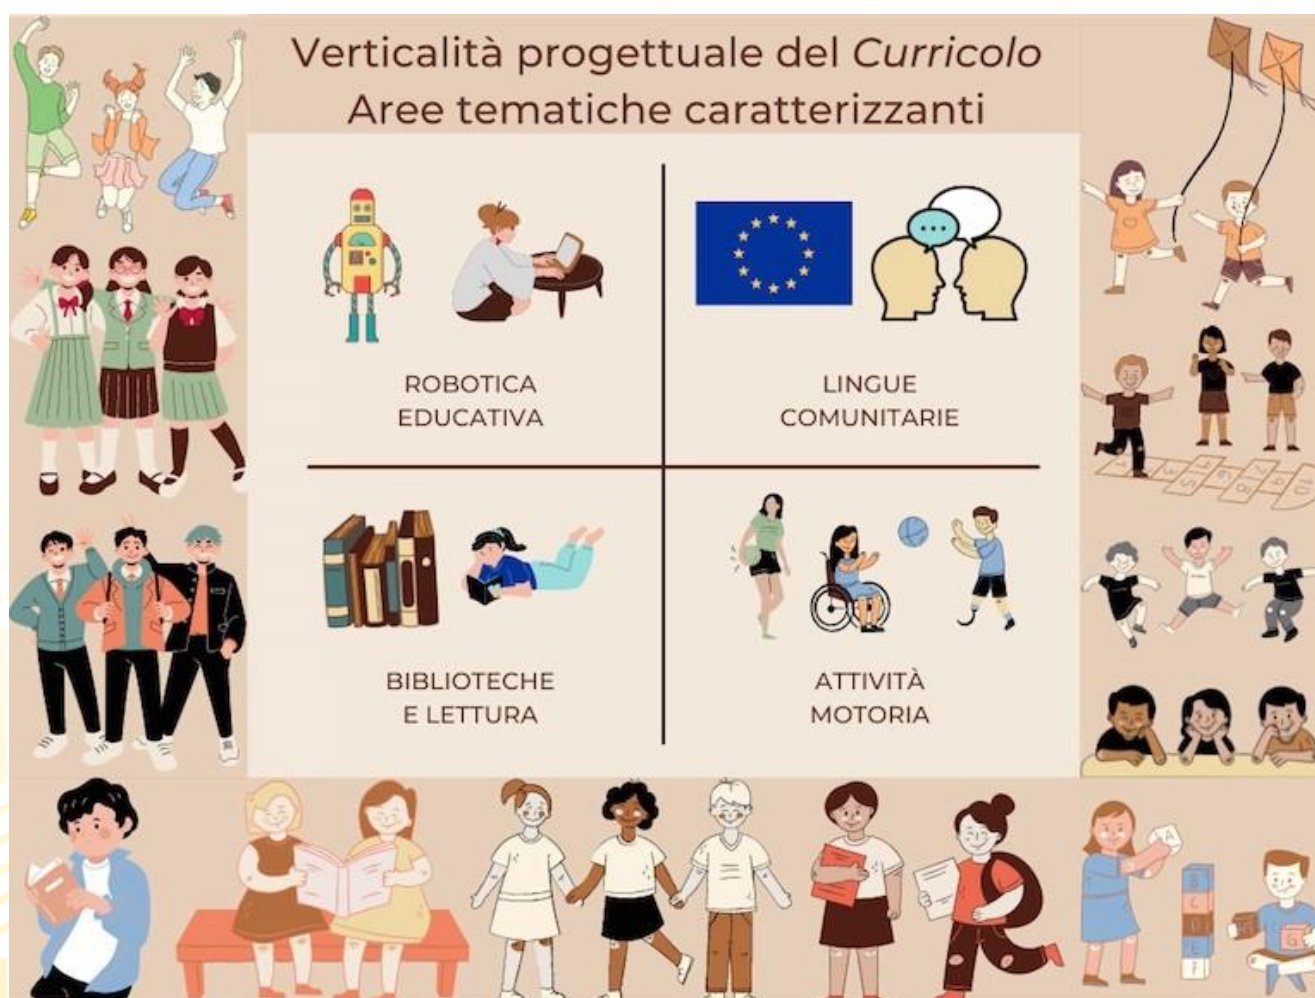 Verticalità progettuale del Curricolo
Aree tematiche caratterizzanti
ROBOTICA
EDUCATIVA
LINGUE
COMUNITARIE
BIBLIOTECHE
E LETTURA
ATTIVITÀ
MOTORIA